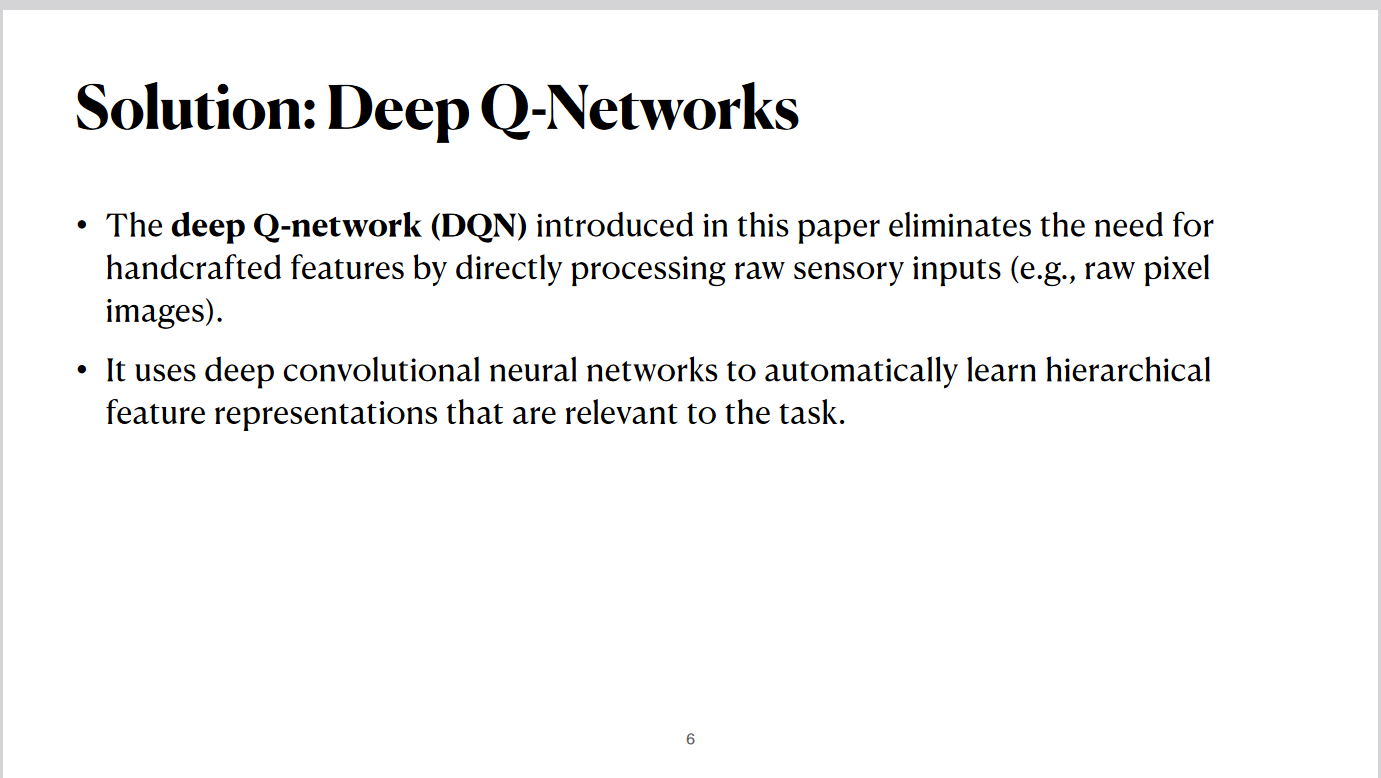 Solution: Deep Q-Networks
• The deep Q-network (DQN) introduced in this paper eliminates the need for
handcrafted features by directly processing raw sensory inputs (e.g., raw pixel
images).
• It uses deep convolutional neural networks to automatically learn hierarchical
feature representations that are relevant to the task.
6